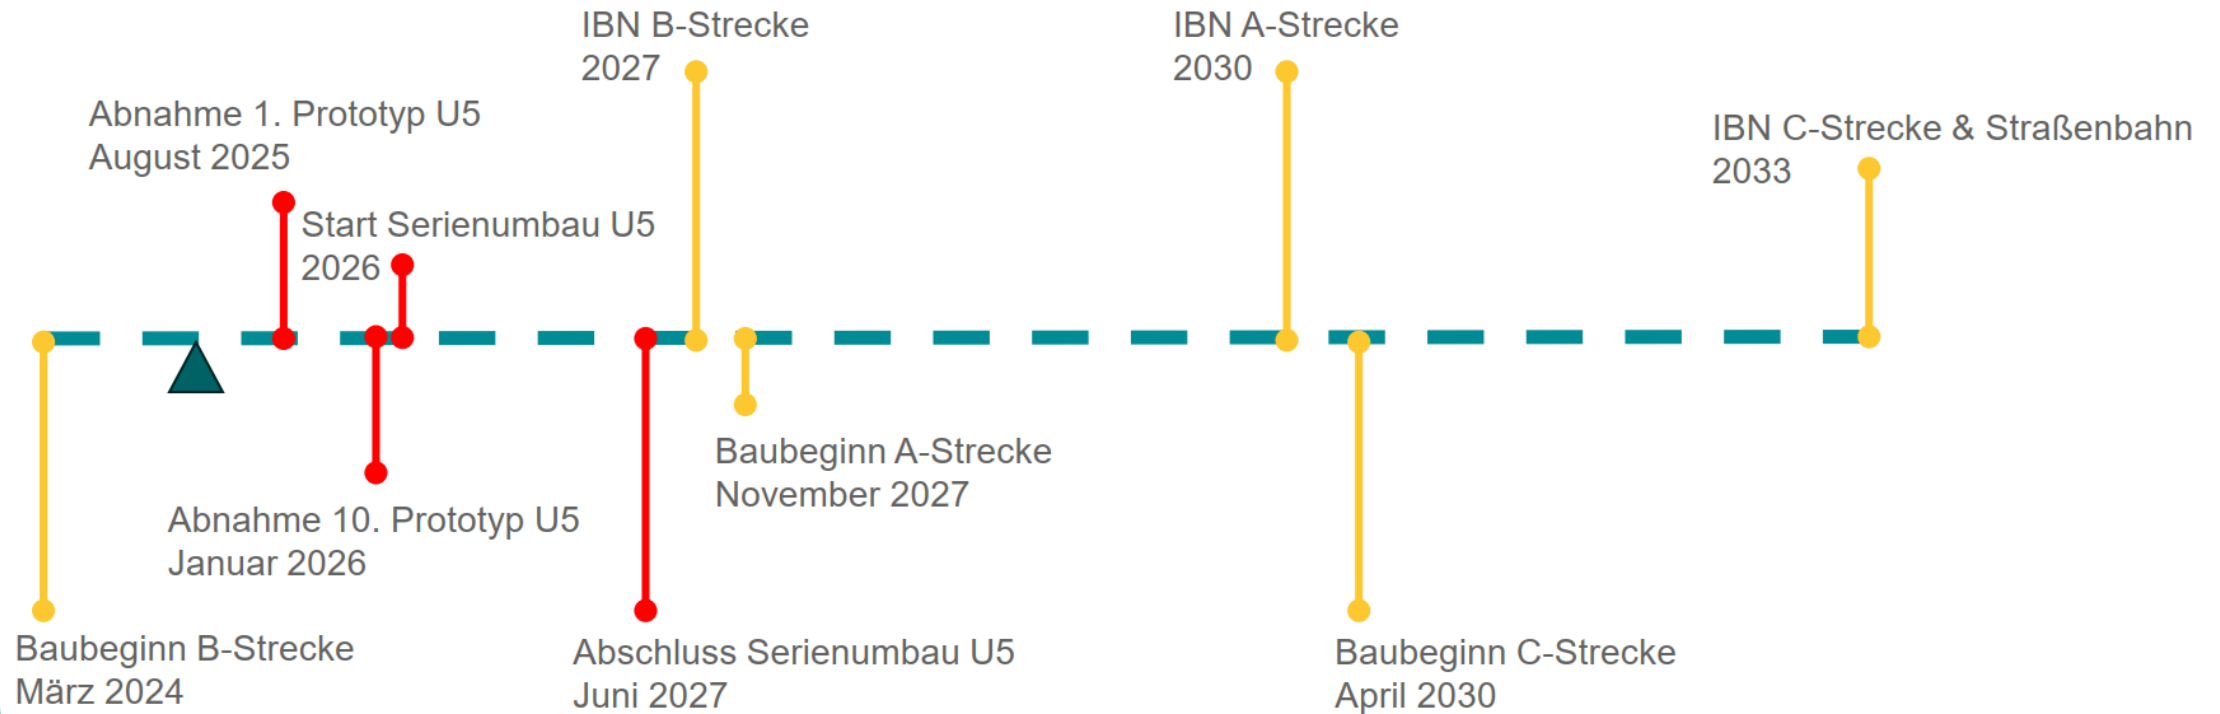 IBN B-Strecke
2027
IBN A-Strecke
2030
Abnahme 1. Prototyp U5
August 2025
IBN C-Strecke & Straßenbahn
2033
Start Serienumbau U5
2026
Baubeginn A-Strecke
November 2027
Abnahme 10. Prototyp U5
Januar 2026
Baubeginn B-Strecke
März 2024
Abschluss Serienumbau U5
Juni 2027
Baubeginn C-Strecke
April 2030